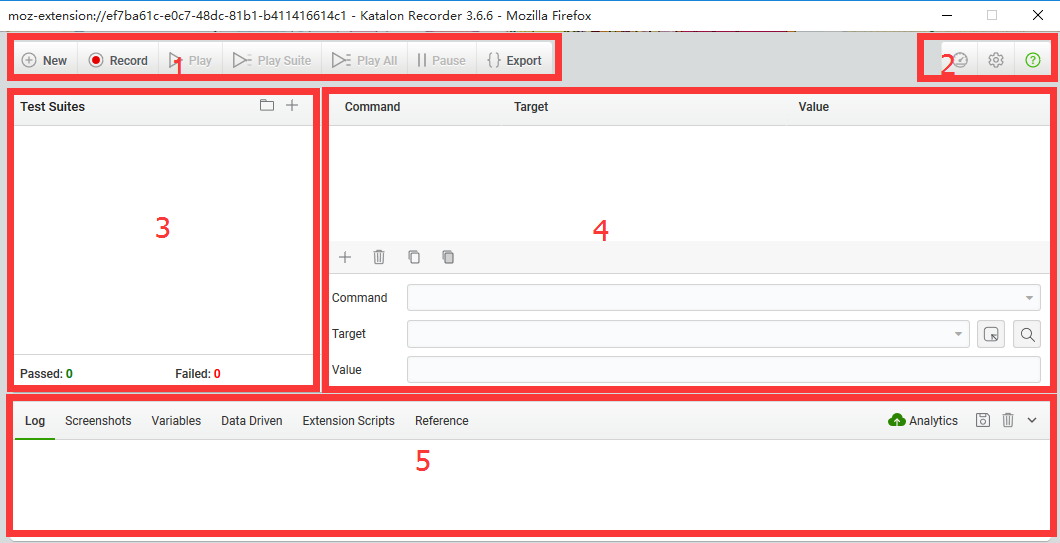 moz-extension://ef7ba61c-e0c7-48dc-81b1-b411416614c1 - Katalon Recorder 3.6.6 - Mozilla Firefox
New Record Play Play Suite Play All Pause Export
1
2
Test Suites
Command Target Value
3
4
Command
Target
Value
Passed: 0 Failed: 0
Log Screenshots Variables Data Driven Extension Scripts Reference Analytics
5